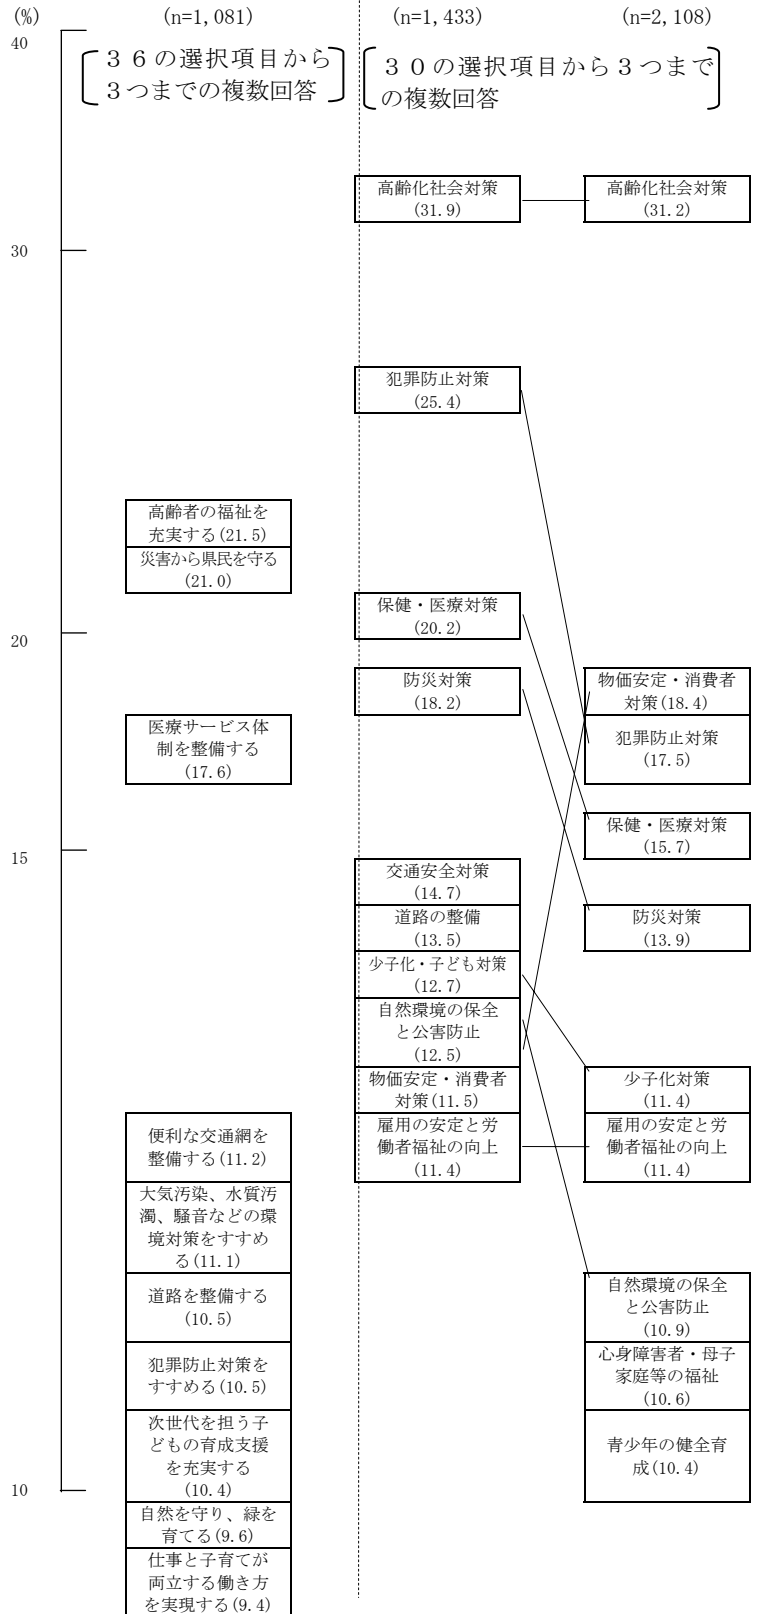 (%)
(n=1,081)
(n=1,433)
(n=2,108)
40
30
20
15
10
３６の選択項目から
３つまでの複数回答
３０の選択項目から３つまで
の複数回答
高齢者の福祉を
充実する(21.5)
災害から県民を守る
(21.0)
医療サービス体
制を整備する
(17.6)
便利な交通網を
整備する(11.2)
大気汚染、水質汚
濁、騒音などの環
境対策をすすめ
る(11.1)
道路を整備する
(10.5)
犯罪防止対策を
すすめる(10.5)
次世代を担う子
どもの育成支援
を充実する
(10.4)
自然を守り、緑を
育てる(9.6)
仕事と子育てが
両立する働き方
を実現する(9.4)
高齢化社会対策
(31.9)
犯罪防止対策
(25.4)
保健・医療対策
(20.2)
防災対策
(18.2)
交通安全対策
(14.7)
道路の整備
(13.5)
少子化・子ども対策
(12.7)
自然環境の保全
と公害防止
(12.5)
物価安定・消費者
対策(11.5)
雇用の安定と労
働者福祉の向上
(11.4)
高齢化社会対策
(31.2)
物価安定・消費者
対策(18.4)
犯罪防止対策
(17.5)
保健・医療対策
(15.7)
防災対策
(13.9)
少子化対策
(11.4)
雇用の安定と労
働者福祉の向上
(11.4)
自然環境の保全
と公害防止
(10.9)
心身障害者・母子
家庭等の福祉
(10.6)
青少年の健全育
成(10.4)